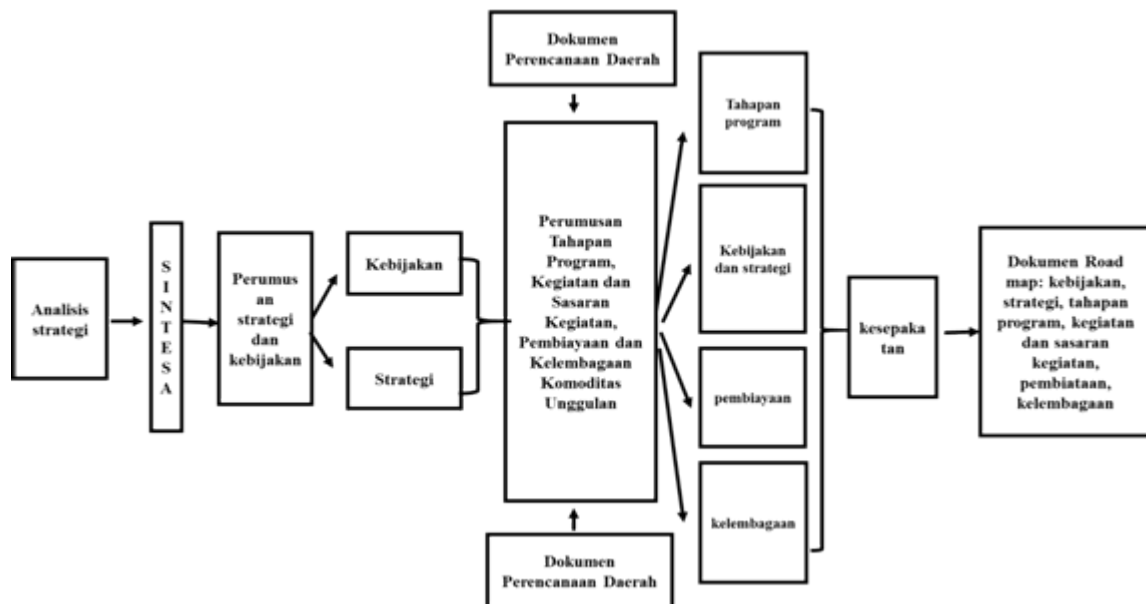 Dokumen
Perencanaan Daerah
Tahapan
program
Analisis
strategi
S
I
N
T
E
S
A
Perumus
an
strategi
dan
kebijakan
Kebijakan
Strategi
Perumusan
Tahapan
Program,
Kegiatan dan
Sasaran
Kegiatan,
Pembiayaan dan
Kelembagaan
Komoditas
Unggulan
Kebijakan
dan strategi
pembiayaan
kelembagaan
kesepaka
tan
Dokumen Road
map: kebijakan,
strategi, tahapan
program, kegiatan
dan sasaran
kegiatan,
pembiataan,
kelembagaan
Dokumen
Perencanaan Daerah